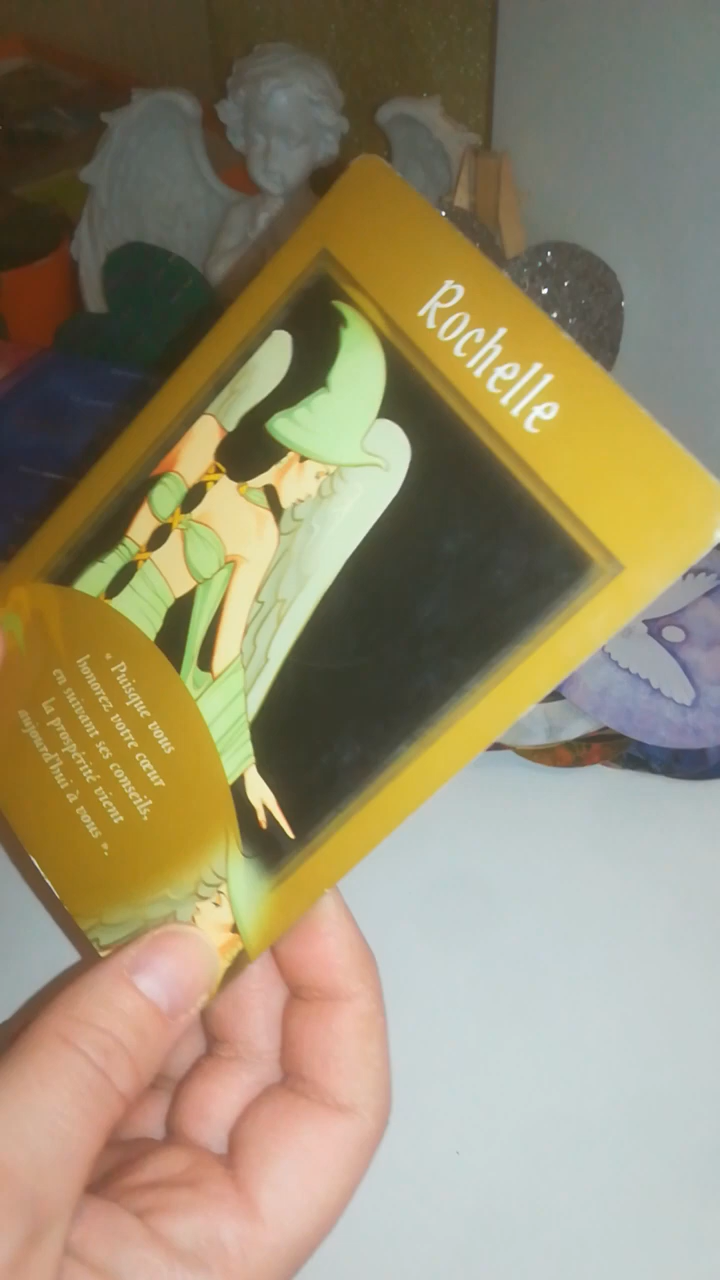 Rochelle
« Puisque vous
honorez votre cœur
en suivant ses conseils,
la prospérité vient
aujourd'hui à vous ».